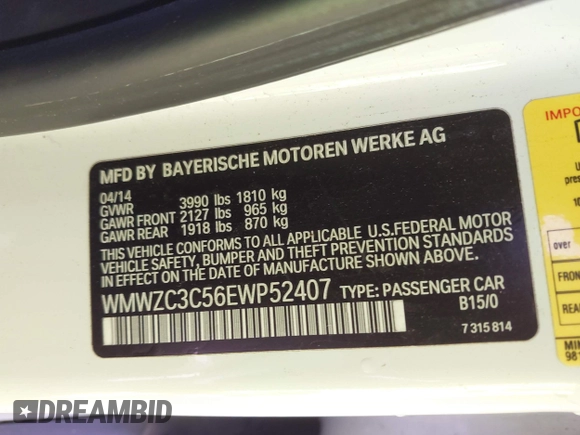 MFD BY BAYERISCHE MOTOREN WERKE AG
04/14
GVWR 3990 lbs 1810 kg
GAWR FRONT 2127 lbs 965 kg
GAWR REAR 1918 lbs 870 kg
THIS VEHICLE CONFORMS TO ALL APPLICABLE U.S.FEDERAL MOTOR
VEHICLE SAFETY, BUMPER AND THEFT PREVENTION STANDARDS
IN EFFECT ON THE DATE OF MANUFACTURE SHOWN ABOVE.
WMWZC3C56EWP52407 TYPE: PASSENGER CAR
B15/0
7 315 814
over
FRON
REA
DREAMBID